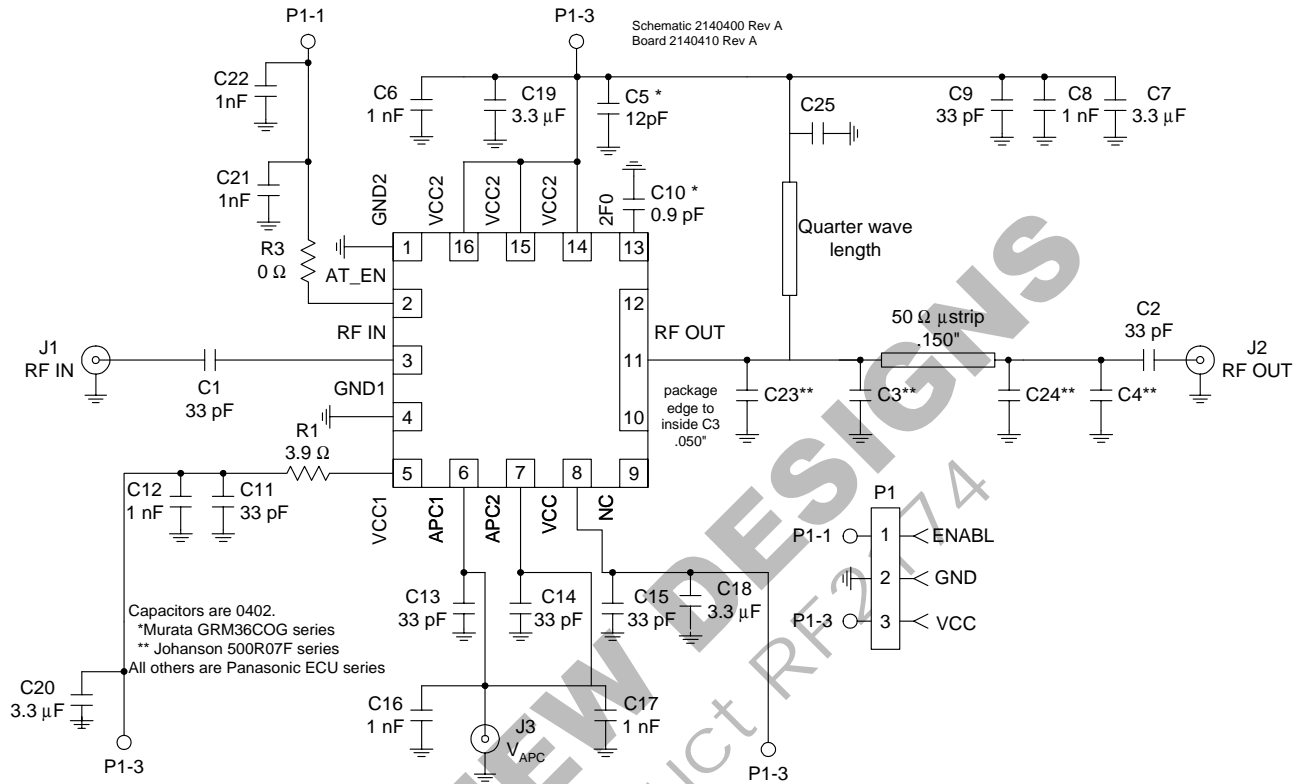 P1-1
P1-3
Schematic 2140400 Rev A
Board 2140410 Rev A
C22
1nF
C6
1 nF
C19
3.3 µF
C5 *
12pF
C25
C9
33 pF
C8
1 nF
C7
3.3 µF
C21
1nF
GND2
VCC2
VCC2
VCC2
2F0
C10 *
0.9 pF
Quarter wave
length
R3
0 Ω
AT_EN
1
16
15
14
13
2
12
RF IN
RF OUT
50 Ω µstrip
.150"
C2
33 pF
J1
RF IN
J2
RF OUT
3
11
C1
33 pF
GND1
package
edge to
inside C3
.050"
C23**
C3**
C24**
C4**
4
10
R1
3.9 Ω
5
6
7
8
9
C12
1 nF
C11
33 pF
VCC1
APC1
APC2
VCC
NC
P1
P1-1
1
ENABL
2
GND
P1-3
3
VCC
C13
33 pF
C14
33 pF
C15
33 pF
C18
3.3 µF
Capacitors are 0402.
*Murata GRM36COG series
** Johanson 500R07F series
All others are Panasonic ECU series
C20
3.3 µF
C16
1 nF
J3
VAPC
C17
1 nF
P1-3
P1-3
EW DESIGNS
uct RF2174